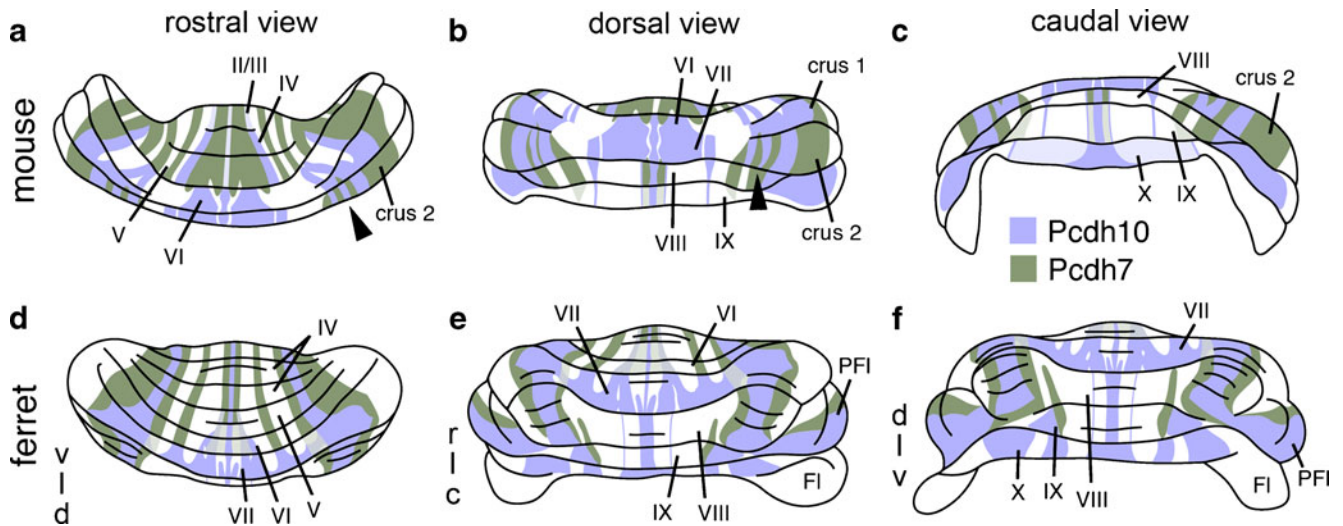 rostral view
dorsal view
caudal view
a
b
c
mouse
II/III
IV
V
VI
crus 2
VI
VII
crus 1
VIII
IX
crus 2
VIII
crus 2
X
IX
Pcdh10
Pcdh7
d
e
f
ferret
IV
VII
VI
V
v
d
VII
VI
PFl
r
c
IX
VIII
Fl
VII
d
v
X
IX
VIII
Fl
PFl